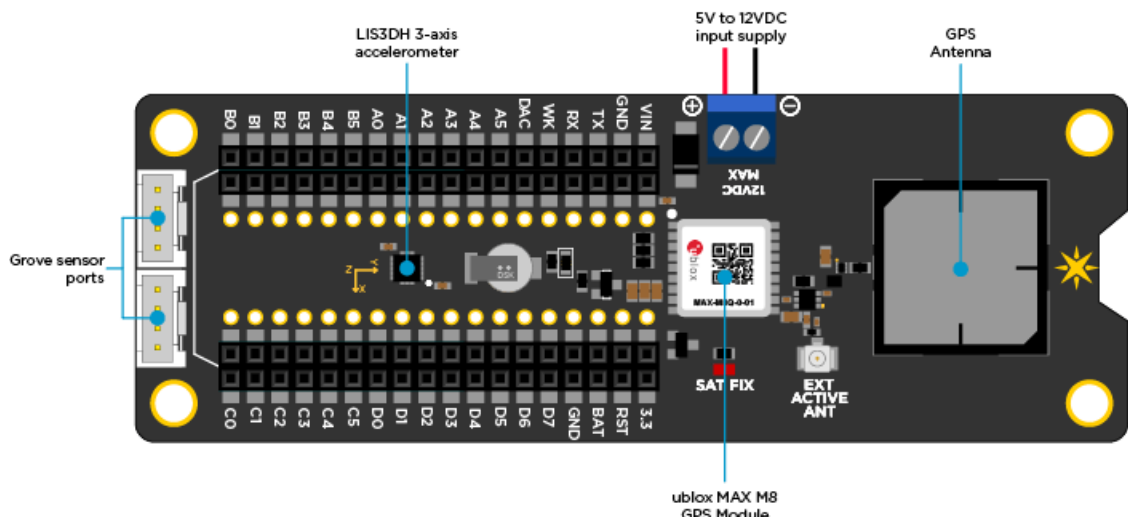 LIS3DH 3-axis
accelerometer
5V to 12VDC
input supply
GPS
Antenna
B0 B1 B2 B3 B4 B5 A0 A1 A2 A3 A4 A5 DAC WK RX TX GND VIN
+ −
12VDC
MAX
Grove sensor
ports
Z Y
X
DSK
ublox
MAX-M8Q-0-01
SAT FIX
EXT
ACTIVE
ANT
C0 C1 C2 C3 C4 C5 D0 D1 D2 D3 D4 D5 D6 D7 GND BAT RST 3.3
ublox MAX M8
GPS Module